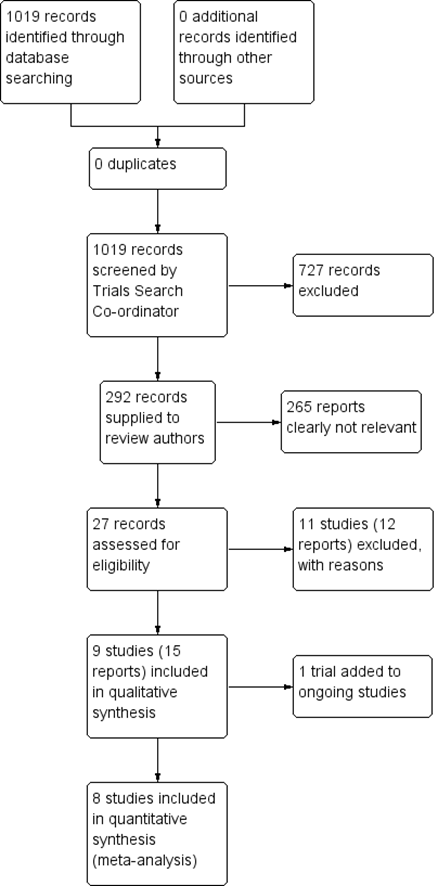 1019 records
identified through
database
searching
0 additional
records identified
through other
sources
0 duplicates
1019 records
screened by
Trials Search
Co-ordinator
727 records
excluded
292 records
supplied to
review authors
265 reports
clearly not relevant
27 records
assessed for
eligibility
11 studies (12
reports) excluded,
with reasons
9 studies (15
reports) included
in qualitative
synthesis
1 trial added to
ongoing studies
8 studies included
in quantitative
synthesis
(meta-analysis)